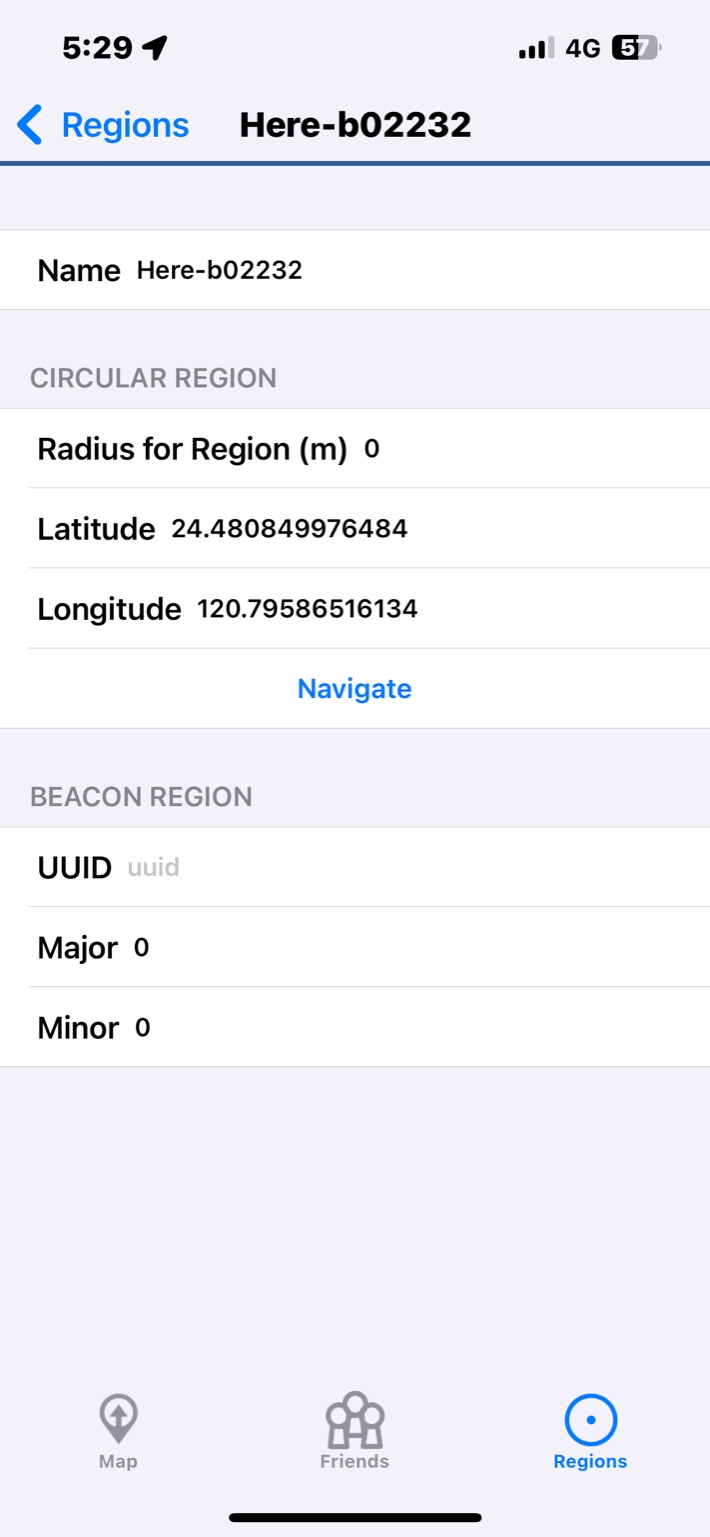 5:29 4G 57
Regions Here-b02232
Name Here-b02232
CIRCULAR REGION
Radius for Region (m) 0
Latitude 24.480849976484
Longitude 120.79586516134
Navigate
BEACON REGION
UUID uuid
Major 0
Minor 0
Map Friends Regions